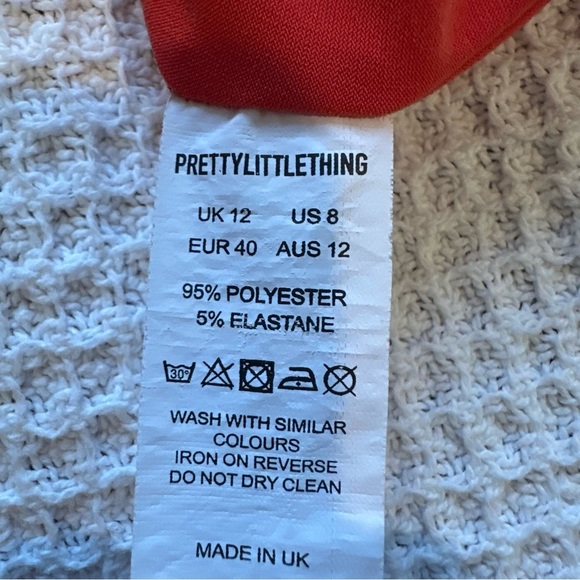 PRETTYLITTLETHING
UK 12 US 8
EUR 40 AUS 12
95% POLYESTER
5% ELASTANE
30°
WASH WITH SIMILAR
COLOURS
IRON ON REVERSE
DO NOT DRY CLEAN
MADE IN UK